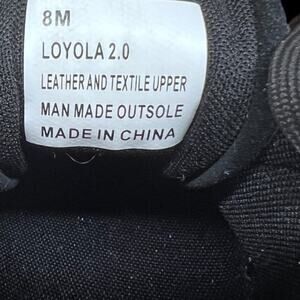 8M
LOYOLA 2.0
LEATHER AND TEXTILE UPPER
MAN MADE OUTSOLE
MADE IN CHINA